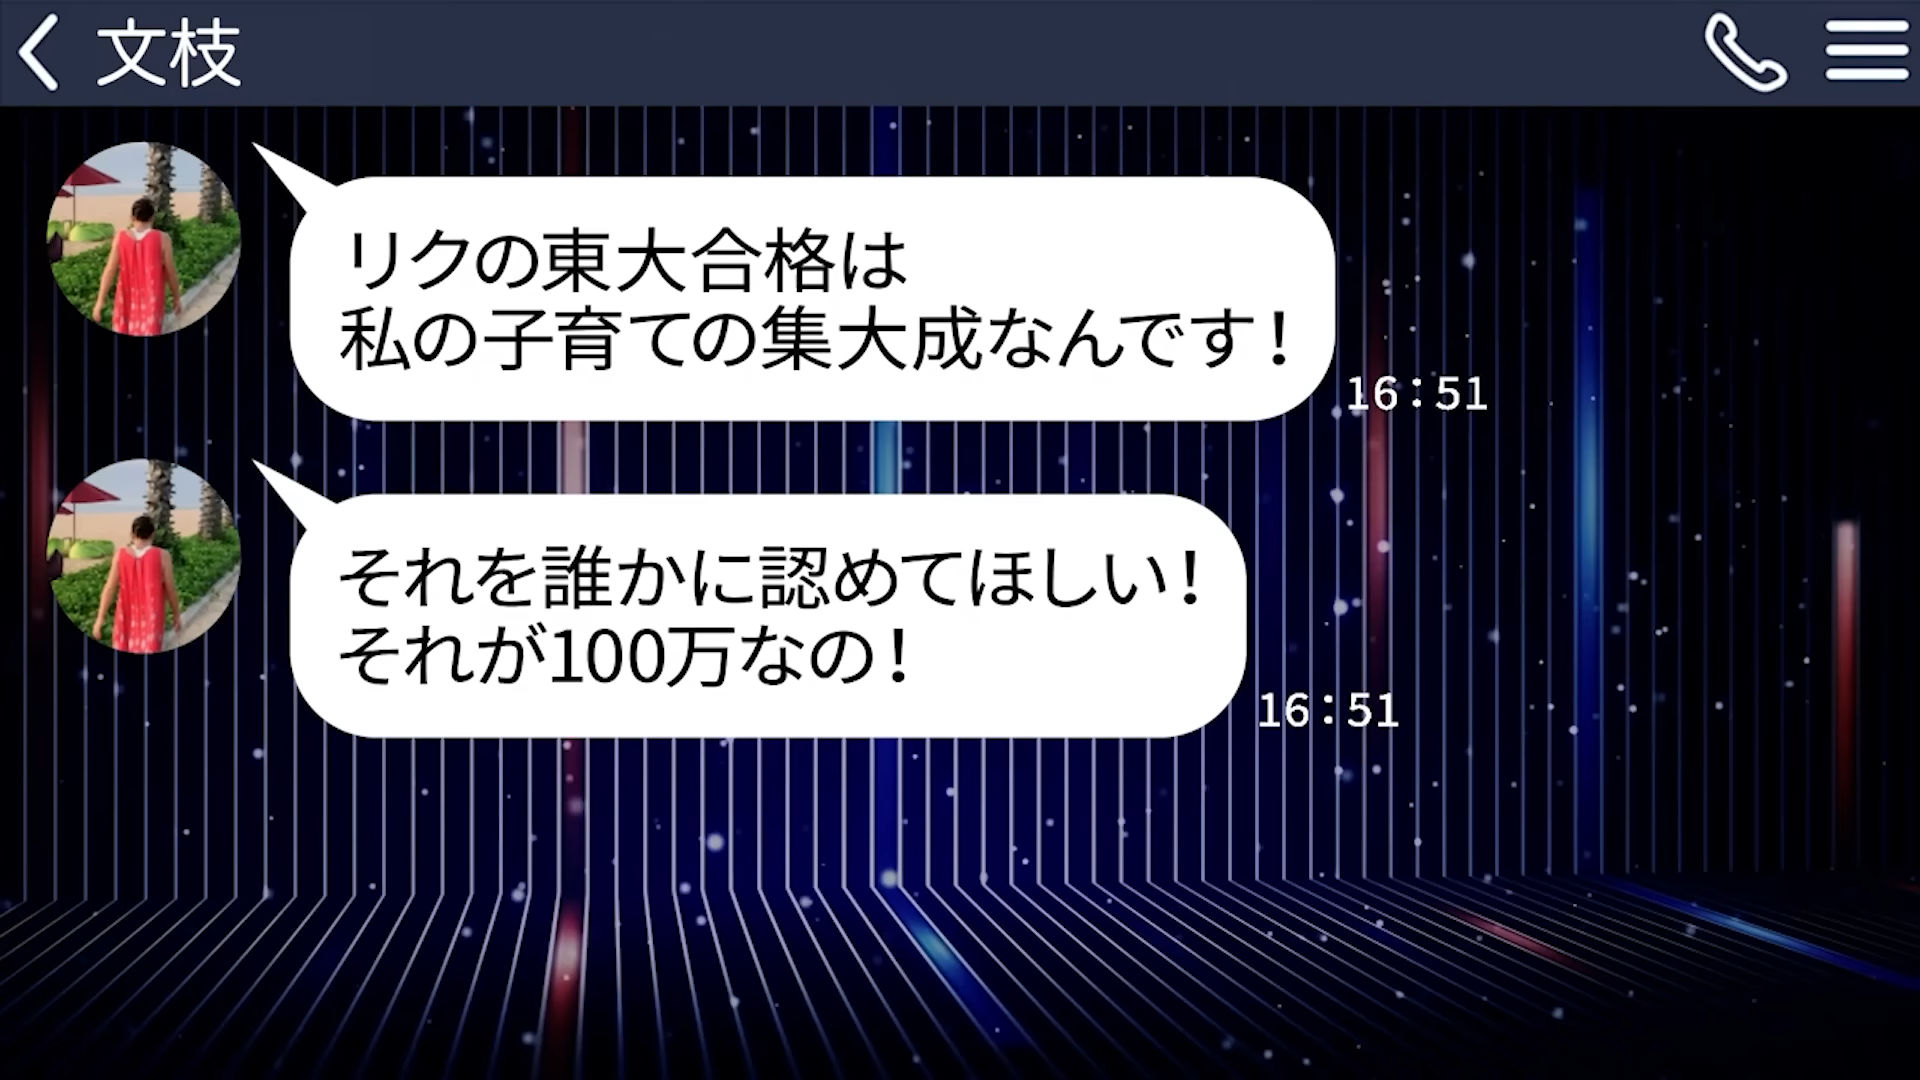 文枝
リクの東大合格は
私の子育ての集大成なんです！
16:51
それを誰かに認めてほしい！
それが100万なの！
16:51